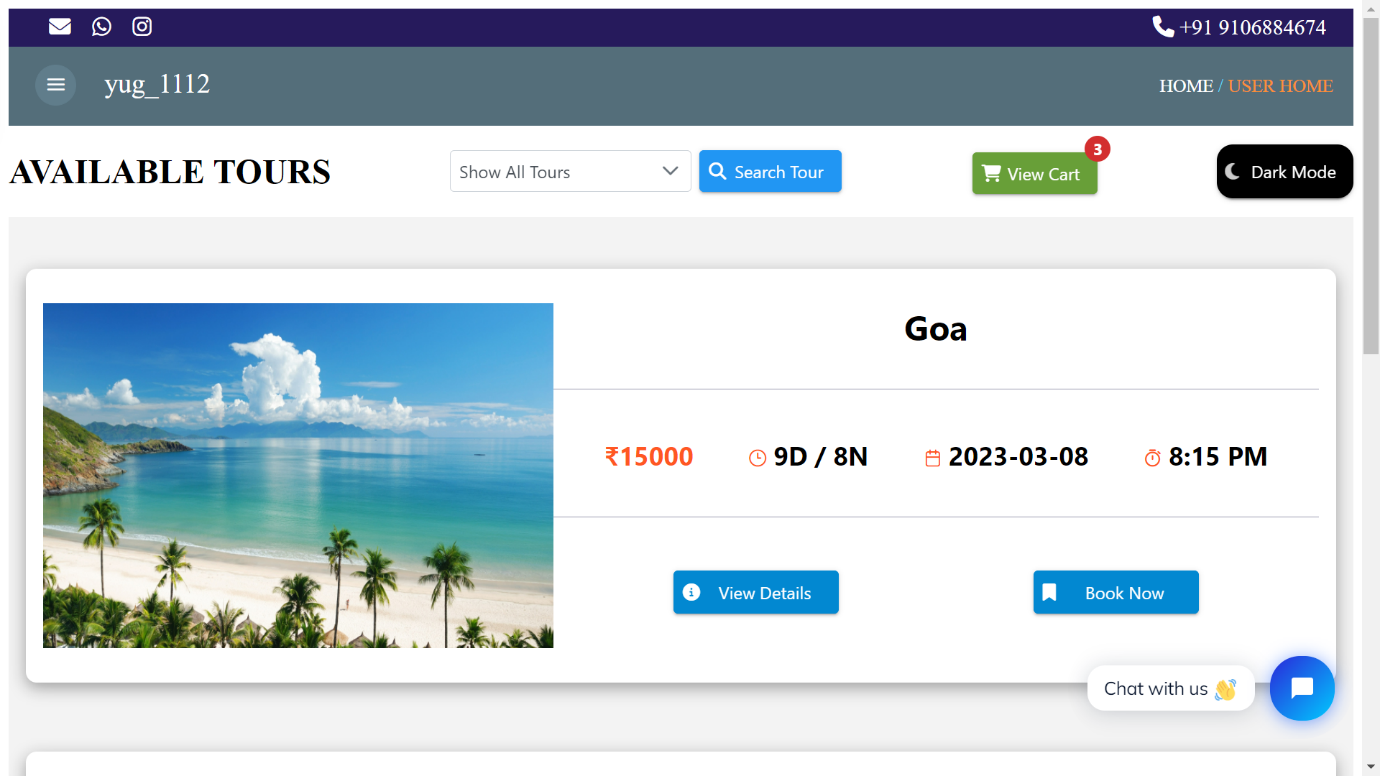 +91 9106884674
yug_1112
HOME / USER HOME
AVAILABLE TOURS
Show All Tours
Search Tour
View Cart
3
Dark Mode
Goa
₹15000
9D / 8N
2023-03-08
8:15 PM
View Details
Book Now
Chat with us 👋